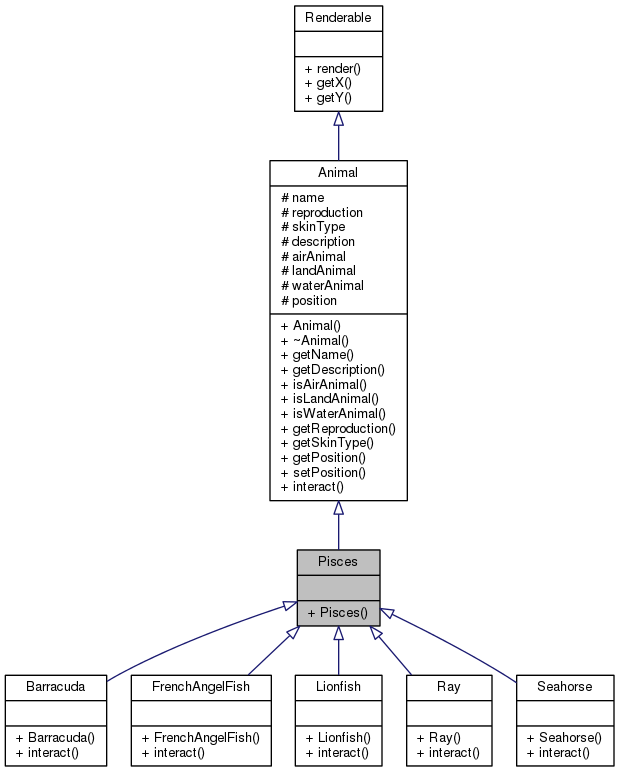 Renderable
+ render()
+ getX()
+ getY()
Animal
# name
# reproduction
# skinType
# description
# airAnimal
# landAnimal
# waterAnimal
# position
+ Animal()
+ ~Animal()
+ getName()
+ getDescription()
+ isAirAnimal()
+ isLandAnimal()
+ isWaterAnimal()
+ getReproduction()
+ getSkinType()
+ getPosition()
+ setPosition()
+ interact()
Pisces
+ Pisces()
Barracuda
+ Barracuda()
+ interact()
FrenchAngelFish
+ FrenchAngelFish()
+ interact()
Lionfish
+ Lionfish()
+ interact()
Ray
+ Ray()
+ interact()
Seahorse
+ Seahorse()
+ interact()